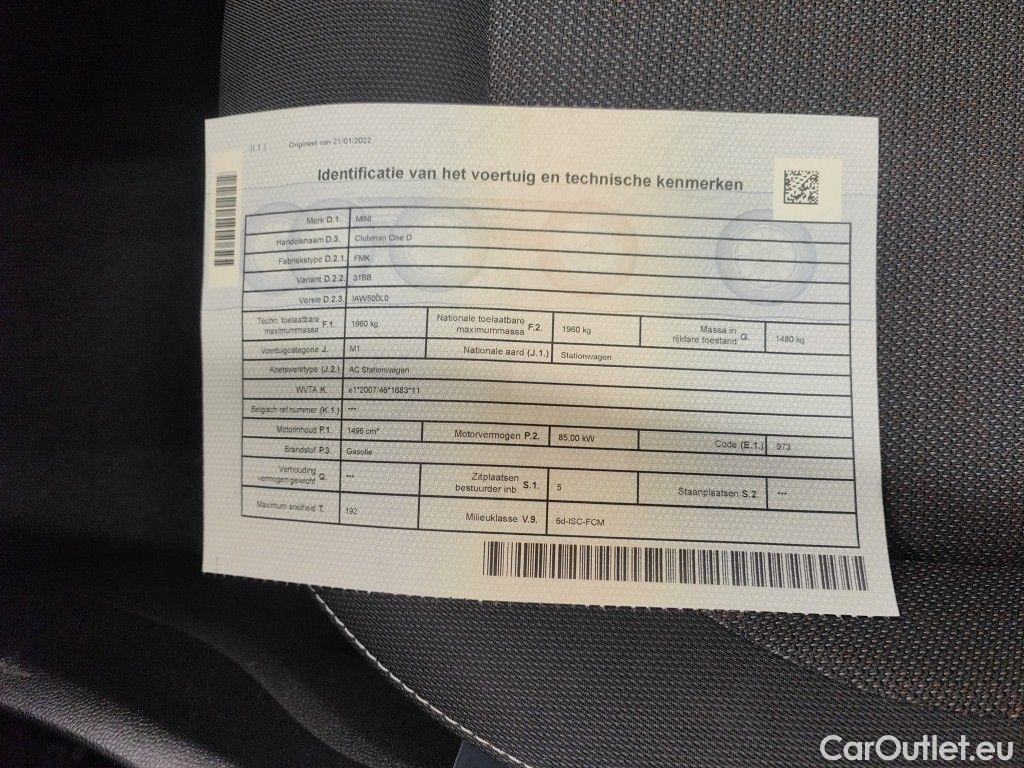 (I.1.) Origineel van 21/01/2022
Identificatie van het voertuig en technische kenmerken
Merk D.1. MINI
Handelsnaam D.3. Clubman One D
Fabriekstype D.2.1. FMK
Variant D.2.2. 31BB
Versie D.2.3. IAW500L0
Techn. toelaatbare maximummassa F.1. 1960 kg Nationale toelaatbare maximummassa F.2. 1960 kg Massa in rijklare toestand G. 1480 kg
Voertuigcategorie J. M1 Nationale aard (J.1.) Stationwagen
Koetswerktype (J.2.) AC Stationwagen
WVTA K. e1*2007/46*1683*11
Belgisch ref.nummer (K.1.) ***
Motorinhoud P.1. 1496 cm³ Motorvermogen P.2. 85,00 kW Code (E.1.) 973
Brandstof P.3. Gasolie
Verhouding vermogen/gewicht Q. *** Zitplaatsen bestuurder inb. S.1. 5 Staanplaatsen S.2. ***
Maximum snelheid T. 192 Milieuklasse V.9. 6d-ISC-FCM
CarOutlet.eu